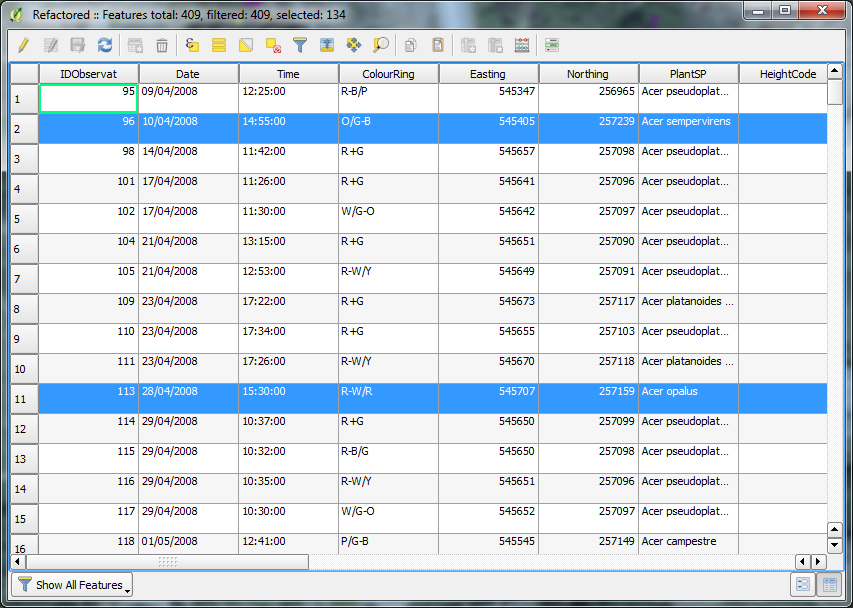 Refactored :: Features total: 409, filtered: 409, selected: 134
IDObservat Date Time ColourRing Easting Northing PlantSP HeightCode
1 95 09/04/2008 12:25:00 R-B/P 545347 256965 Acer pseudoplat...
2 96 10/04/2008 14:55:00 O/G-B 545405 257239 Acer sempervirens
3 98 14/04/2008 11:42:00 R+G 545657 257098 Acer pseudoplat...
4 101 17/04/2008 11:26:00 R+G 545641 257096 Acer pseudoplat...
5 102 17/04/2008 11:30:00 W/G-O 545642 257097 Acer pseudoplat...
6 104 21/04/2008 13:15:00 R+G 545651 257090 Acer pseudoplat...
7 105 21/04/2008 12:53:00 R-W/Y 545649 257091 Acer pseudoplat...
8 109 23/04/2008 17:22:00 R+G 545673 257117 Acer platanoides ...
9 110 23/04/2008 17:34:00 R+G 545655 257103 Acer pseudoplat...
10 111 23/04/2008 17:26:00 R-W/Y 545670 257118 Acer platanoides ...
11 113 28/04/2008 15:30:00 R-W/R 545707 257159 Acer opalus
12 114 29/04/2008 10:37:00 R+G 545650 257099 Acer pseudoplat...
13 115 29/04/2008 10:32:00 R-B/G 545650 257098 Acer pseudoplat...
14 116 29/04/2008 10:35:00 R-W/Y 545651 257096 Acer pseudoplat...
15 117 29/04/2008 10:30:00 W/G-O 545652 257097 Acer pseudoplat...
16 118 01/05/2008 12:41:00 P/G-B 545545 257149 Acer campestre
Show All Features